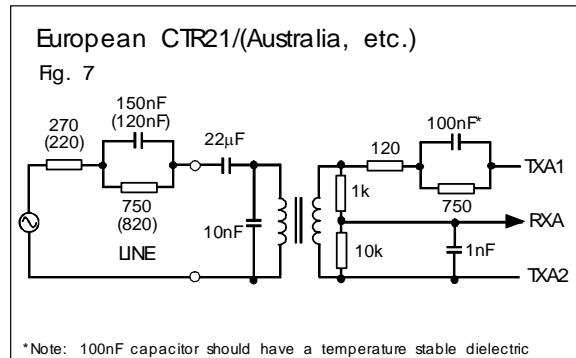 European CTR21/(Australia, etc.)
Fig. 7
150nF
(120nF)
270
(220)
22µF
120
100nF*
TXA1
750
(820)
LINE
10nF
1k
10k
750
RXA
1nF
TXA2
*Note: 100nF capacitor should have a temperature stable dielectric